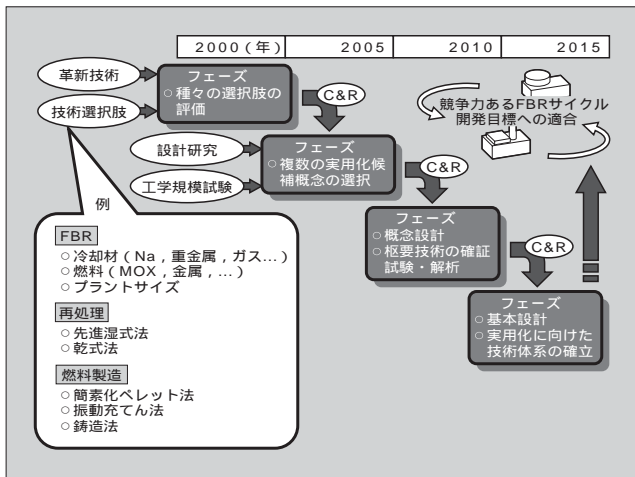 2000(年)
2005
2010
2015
革新技術
技術選択肢
フェーズ
○種々の選択肢の
評価
C&R
競争力あるFBRサイクル
開発目標への適合
設計研究
工学規模試験
フェーズ
○複数の実用化候
補概念の選択
C&R
フェーズ
○概念設計
○枢要技術の確証
試験・解析
C&R
フェーズ
○基本設計
○実用化に向けた
技術体系の確立
例
FBR
○冷却材(Na,重金属,ガス...)
○燃料(MOX,金属,...)
○プラントサイズ
再処理
○先進湿式法
○乾式法
燃料製造
○簡素化ペレット法
○振動充てん法
○鋳造法